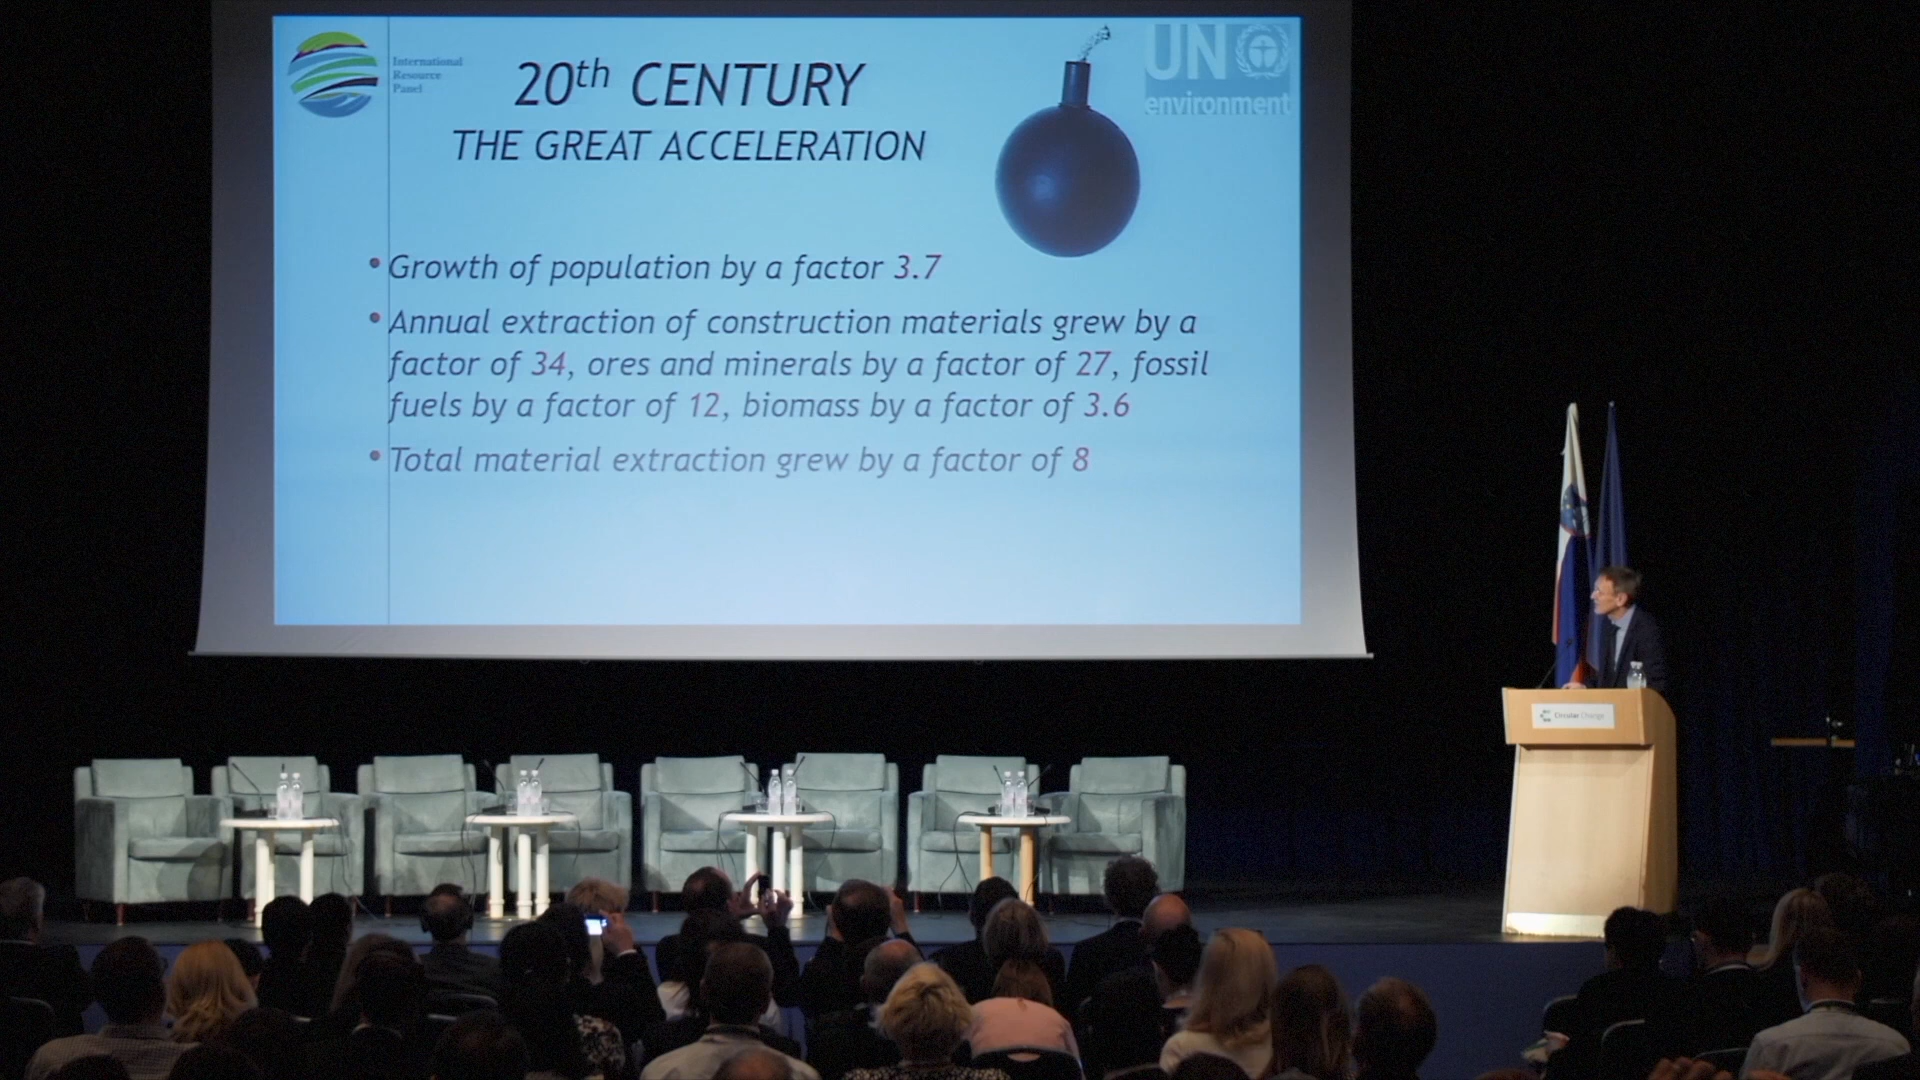 International
Resource
Panel
20th CENTURY
THE GREAT ACCELERATION
UN
environment
• Growth of population by a factor 3.7
• Annual extraction of construction materials grew by a
factor of 34, ores and minerals by a factor of 27, fossil
fuels by a factor of 12, biomass by a factor of 3.6
• Total material extraction grew by a factor of 8
Circular Change